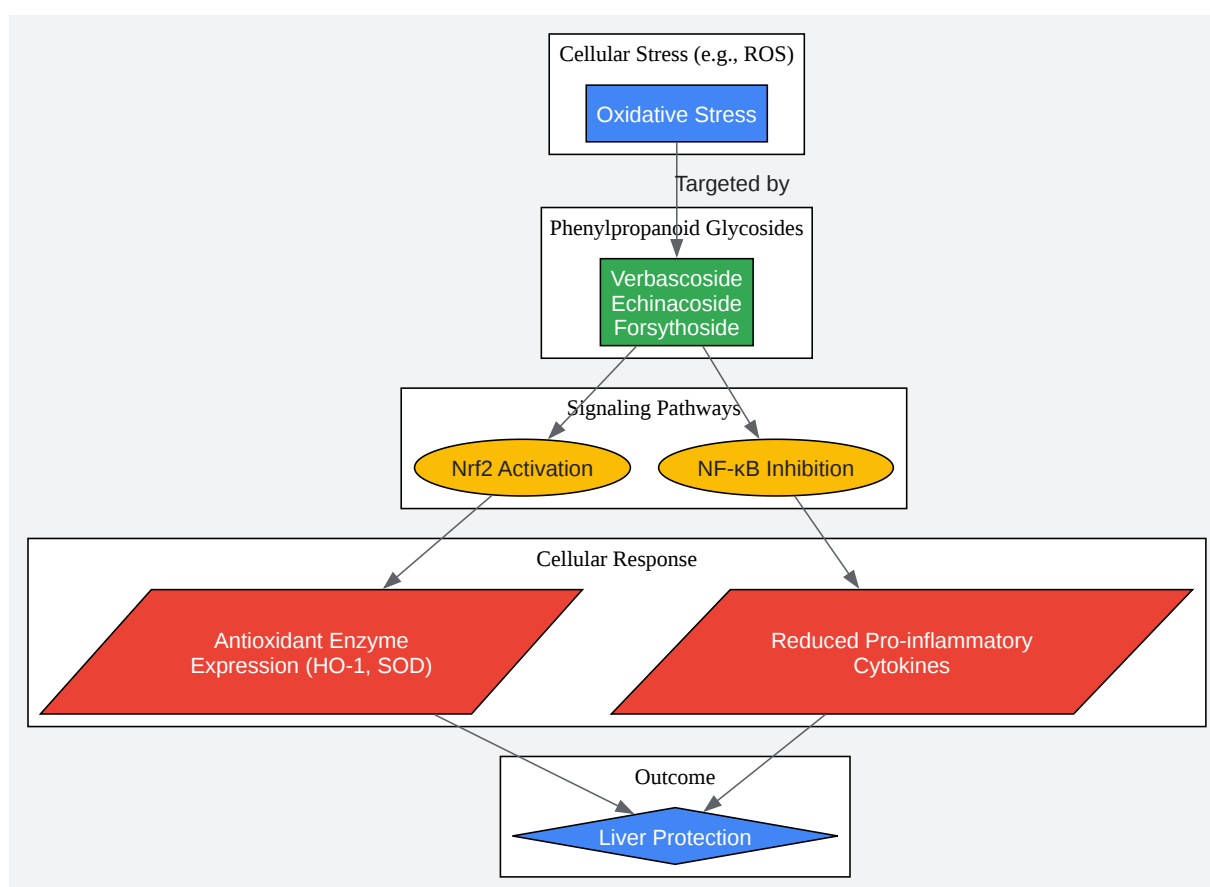 Cellular Stress (e.g., ROS)
Oxidative Stress
Targeted by
Phenylpropanoid Glycosides
Verbascoside
Echinacoside
Forsythoside
Signaling Pathways
Nrf2 Activation
NF-κB Inhibition
Cellular Response
Antioxidant Enzyme
Expression (HO-1, SOD)
Reduced Pro-inflammatory
Cytokines
Outcome
Liver Protection